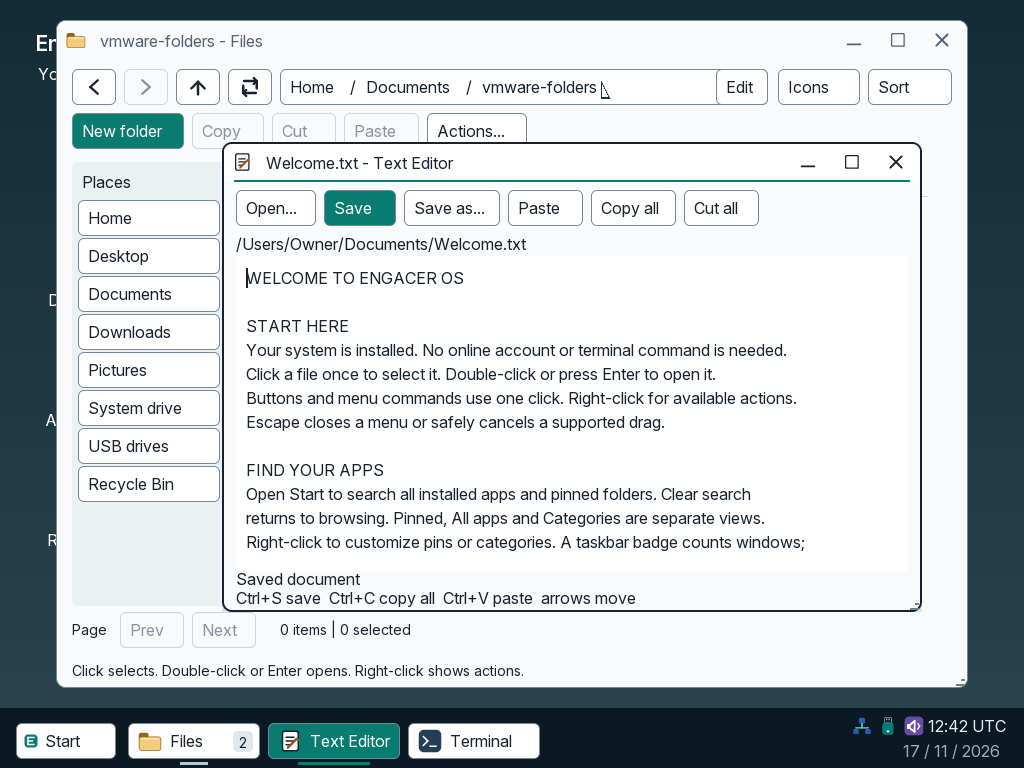 En
Yo
D
A
R
vmware-folders - Files
Home / Documents / vmware-folders
Edit
Icons
Sort
New folder
Copy
Cut
Paste
Actions...
Places
Home
Desktop
Documents
Downloads
Pictures
System drive
USB drives
Recycle Bin
Welcome.txt - Text Editor
Open...
Save
Save as...
Paste
Copy all
Cut all
/Users/Owner/Documents/Welcome.txt
WELCOME TO ENGACER OS
START HERE
Your system is installed. No online account or terminal command is needed.
Click a file once to select it. Double-click or press Enter to open it.
Buttons and menu commands use one click. Right-click for available actions.
Escape closes a menu or safely cancels a supported drag.
FIND YOUR APPS
Open Start to search all installed apps and pinned folders. Clear search
returns to browsing. Pinned, All apps and Categories are separate views.
Right-click to customize pins or categories. A taskbar badge counts windows;
Saved document
Ctrl+S save Ctrl+C copy all Ctrl+V paste arrows move
Page
Prev
Next
0 items | 0 selected
Click selects. Double-click or Enter opens. Right-click shows actions.
Start
Files 2
Text Editor
Terminal
12:42 UTC
17 / 11 / 2026